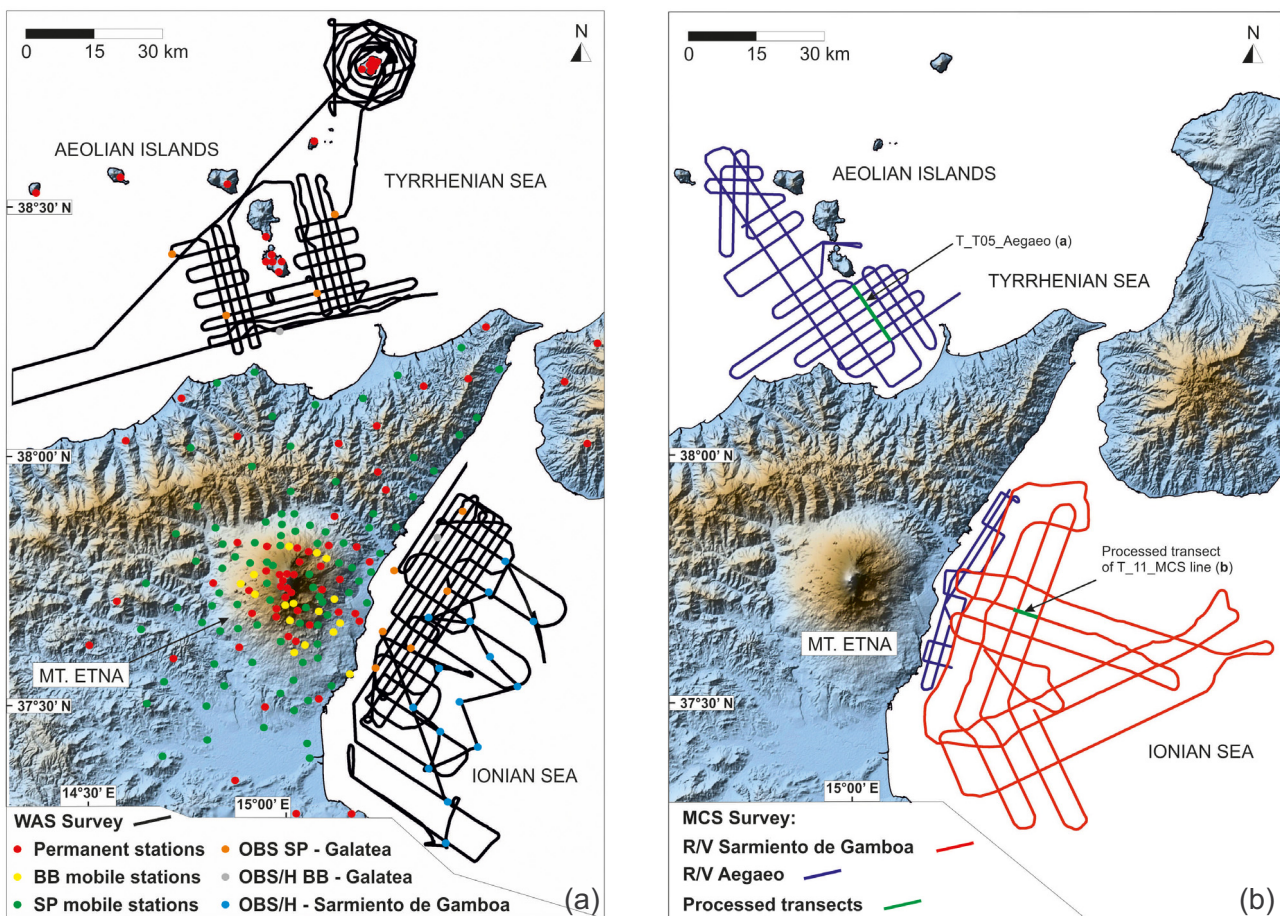 0 15 30 km
N
AEOLIAN ISLANDS
TYRRHENIAN SEA
38°30' N
38°00' N
MT. ETNA
37°30' N
IONIAN SEA
14°30' E
15°00' E
WAS Survey
Permanent stations
BB mobile stations
SP mobile stations
OBS SP - Galatea
OBS/H BB - Galatea
OBS/H - Sarmiento de Gamboa
(a)
0 15 30 km
N
AEOLIAN ISLANDS
38°30' N
T_T05_Aegaeo (a)
TYRRHENIAN SEA
38°00' N
Processed transect
of T_11_MCS line (b)
MT. ETNA
37°30' N
IONIAN SEA
15°00' E
MCS Survey:
R/V Sarmiento de Gamboa
R/V Aegaeo
Processed transects
(b)